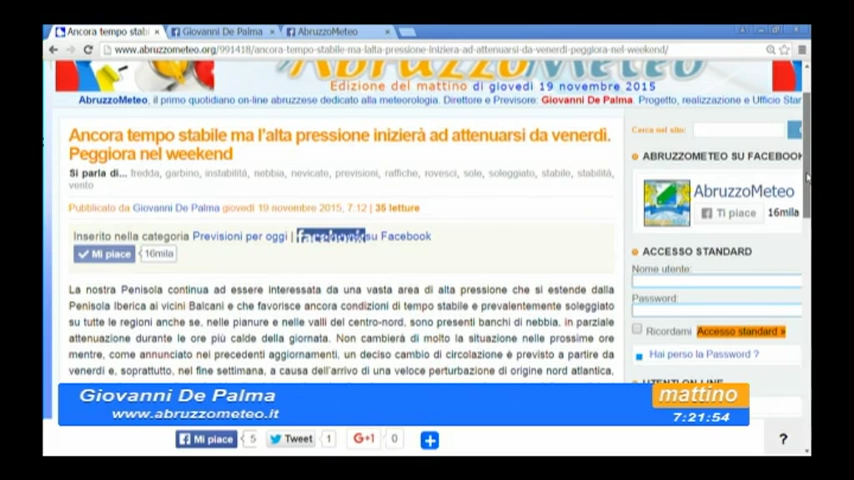 Ancora tempo stabi
Giovanni De Palma
AbruzzoMeteo
www.abruzzometeo.org/991418/ancora-tempo-stabile-ma-lalta-pressione-iniziera-ad-attenuarsi-da-venerdi-peggiora-nel-weekend/
AbruzzoMeteo
Edizione del mattino di giovedì 19 novembre 2015
AbruzzoMeteo, il primo quotidiano on-line abruzzese dedicato alla meteorologia. Direttore e Previsore: Giovanni De Palma. Progetto, realizzazione e Ufficio Star
Ancora tempo stabile ma l'alta pressione inizierà ad attenuarsi da venerdì.
Peggiora nel weekend
Si parla di... fredda, garbino, instabilità, nebbia, nevicate, previsioni, raffiche, rovesci, sole, soleggiato, stabile, stabilità,
vento
Pubblicato da Giovanni De Palma giovedì 19 novembre 2015, 7:12 | 35 letture
Inserito nella categoria Previsioni per oggi | facebook su Facebook
Mi piace 16mila
La nostra Penisola continua ad essere interessata da una vasta area di alta pressione che si estende dalla
Penisola Iberica ai vicini Balcani e che favorisce ancora condizioni di tempo stabile e prevalentemente soleggiato
su tutte le regioni anche se, nelle pianure e nelle valli del centro-nord, sono presenti banchi di nebbia, in parziale
attenuazione durante le ore più calde della giornata. Non cambierà di molto la situazione nelle prossime ore
mentre, come annunciato nei precedenti aggiornamenti, un deciso cambio di circolazione è previsto a partire da
venerdì e, soprattutto, nel fine settimana, a causa dell'arrivo di una veloce perturbazione di origine nord atlantica,
Cerca nel sito:
ABRUZZOMETEO SU FACEBOOK
AbruzzoMeteo
Ti piace 16mila
ACCESSO STANDARD
Nome utente:
Password:
Ricordami Accesso standard »
Hai perso la Password ?
UTENTI ON LINE
Giovanni De Palma
www.abruzzometeo.it
mattino
7:21:54
Mi piace 5 Tweet 1 G+1 0
?